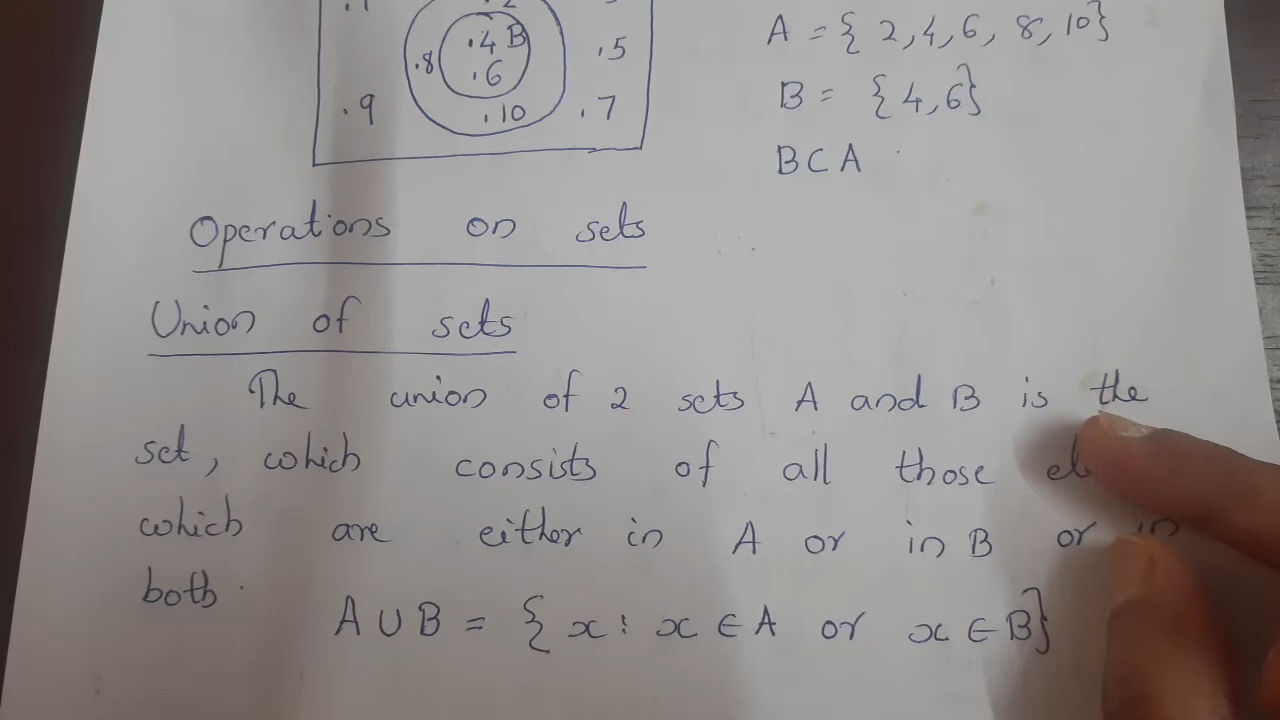 A = { 2, 4, 6, 8, 10}
.4 B
.8
.5
.6
B = {4,6}
.9
.10
.7
B ⊂ A
Operations on sets
Union of sets
The union of 2 sets A and B is the
set, which consists of all those
which are either in A or in B or in
both.
A ∪ B = { x : x ∈ A or x ∈ B}